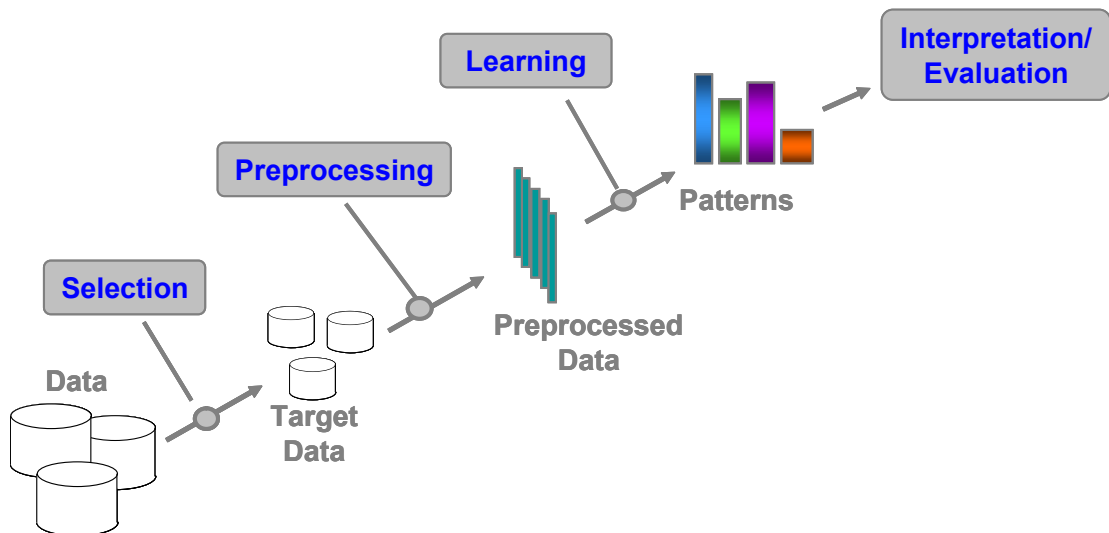 Data
Selection
Target
Data
Preprocessing
Preprocessed
Data
Learning
Patterns
Interpretation/
Evaluation